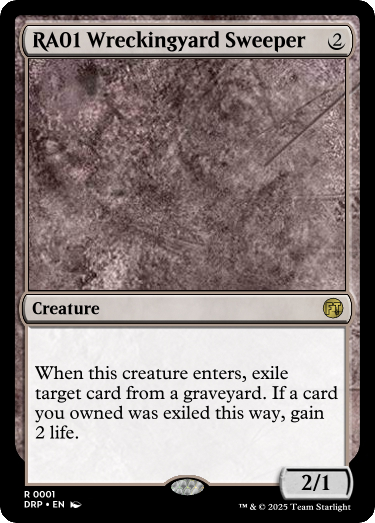 RA01 Wreckingyard Sweeper 2
Creature
When this creature enters, exile
target card from a graveyard. If a card
you owned was exiled this way, gain
2 life.
2/1
R 0001
DRP • EN
™ & © 2025 Team Starlight